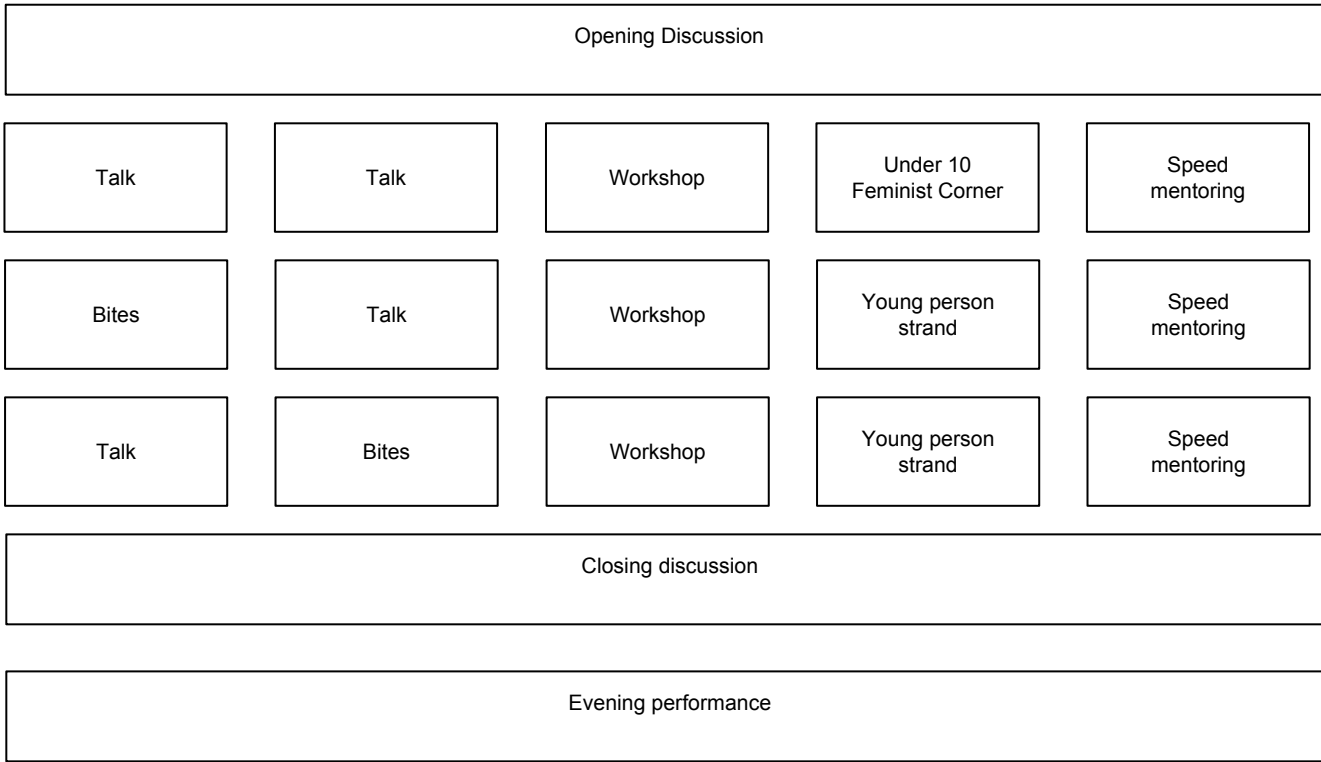 Opening Discussion
Talk
Talk
Workshop
Under 10
Feminist Corner
Speed
mentoring
Bites
Talk
Workshop
Young person
strand
Speed
mentoring
Talk
Bites
Workshop
Young person
strand
Speed
mentoring
Closing discussion
Evening performance